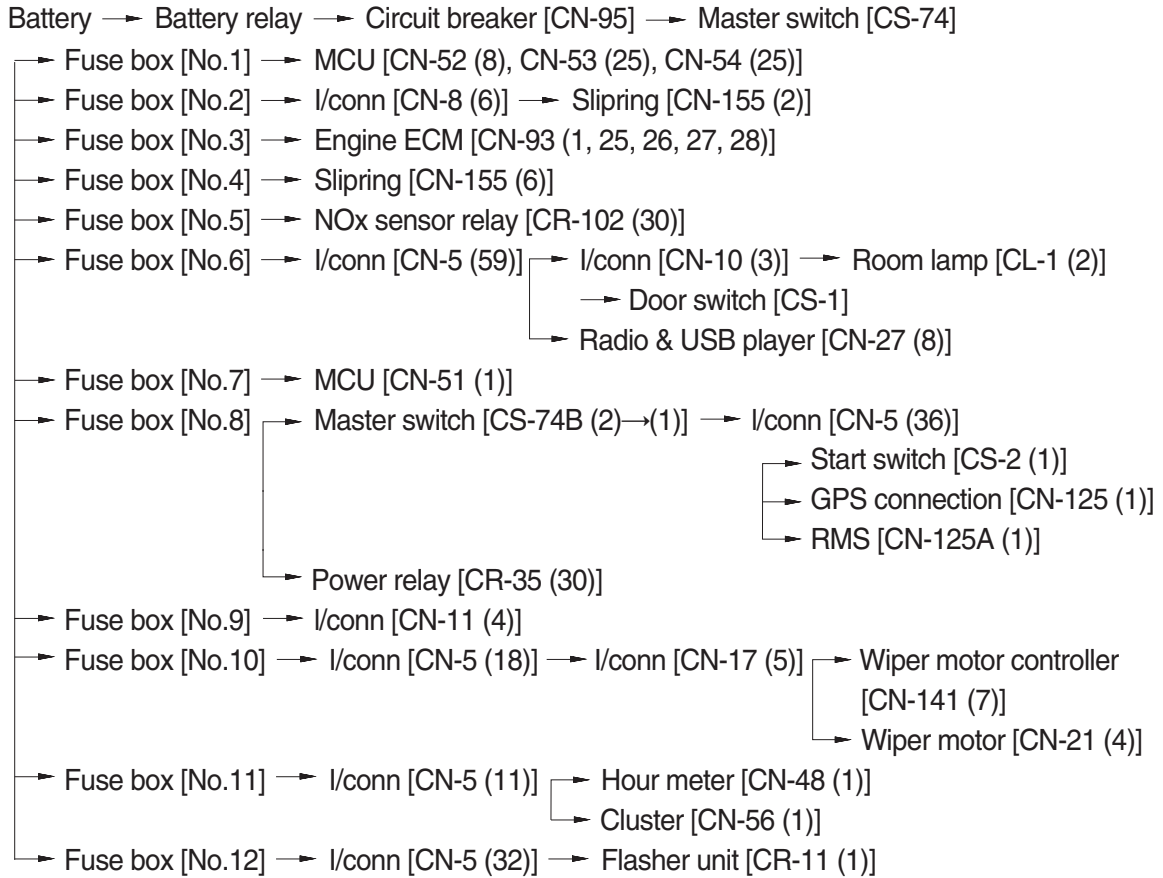 Battery → Battery relay → Circuit breaker [CN-95] → Master switch [CS-74]
→ Fuse box [No.1] → MCU [CN-52 (8), CN-53 (25), CN-54 (25)]
→ Fuse box [No.2] → I/conn [CN-8 (6)] → Slipring [CN-155 (2)]
→ Fuse box [No.3] → Engine ECM [CN-93 (1, 25, 26, 27, 28)]
→ Fuse box [No.4] → Slipring [CN-155 (6)]
→ Fuse box [No.5] → NOx sensor relay [CR-102 (30)]
→ Fuse box [No.6] → I/conn [CN-5 (59)] → I/conn [CN-10 (3)] → Room lamp [CL-1 (2)]
→ Door switch [CS-1]
→ Radio & USB player [CN-27 (8)]
→ Fuse box [No.7] → MCU [CN-51 (1)]
→ Fuse box [No.8] → Master switch [CS-74B (2)→(1)] → I/conn [CN-5 (36)]
→ Start switch [CS-2 (1)]
→ GPS connection [CN-125 (1)]
→ RMS [CN-125A (1)]
→ Power relay [CR-35 (30)]
→ Fuse box [No.9] → I/conn [CN-11 (4)]
→ Fuse box [No.10] → I/conn [CN-5 (18)] → I/conn [CN-17 (5)] → Wiper motor controller
[CN-141 (7)]
→ Wiper motor [CN-21 (4)]
→ Fuse box [No.11] → I/conn [CN-5 (11)] → Hour meter [CN-48 (1)]
→ Cluster [CN-56 (1)]
→ Fuse box [No.12] → I/conn [CN-5 (32)] → Flasher unit [CR-11 (1)]